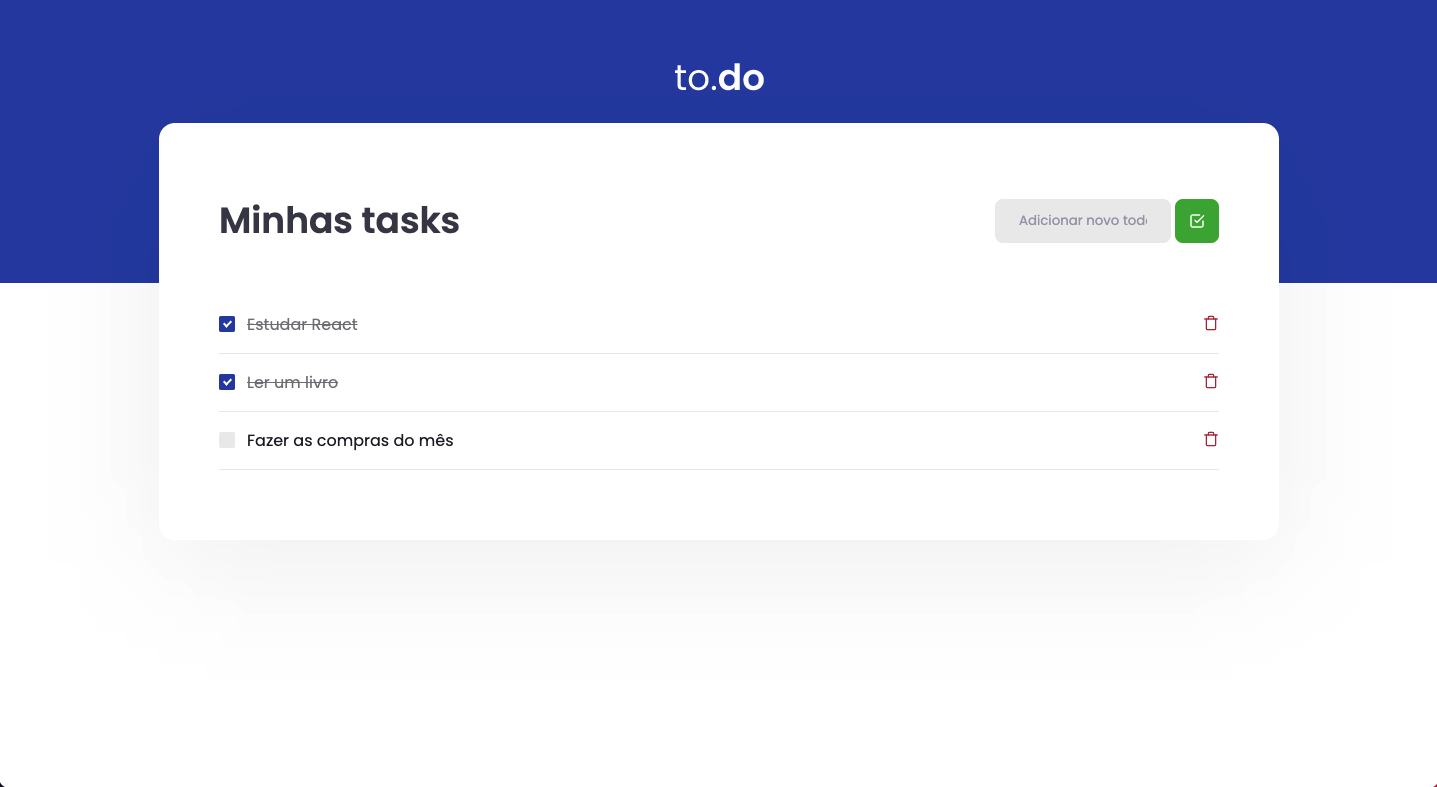 to.do
Minhas tasks
Adicionar novo tod
Estudar React
Ler um livro
Fazer as compras do mês